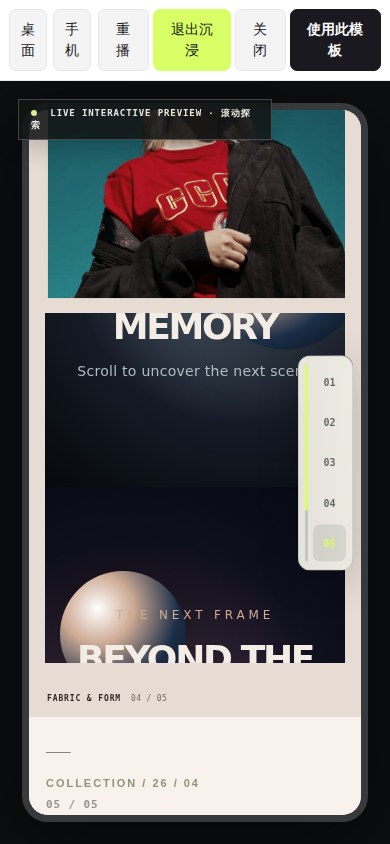 桌面
手机
重播
退出沉浸
关闭
使用此模板
LIVE INTERACTIVE PREVIEW · 滚动探索
MEMORY
Scroll to uncover the next
01
02
03
04
05
THE NEXT FRAME
BEYOND THE
FABRIC & FORM 04 / 05
COLLECTION / 26 / 04
05 / 05